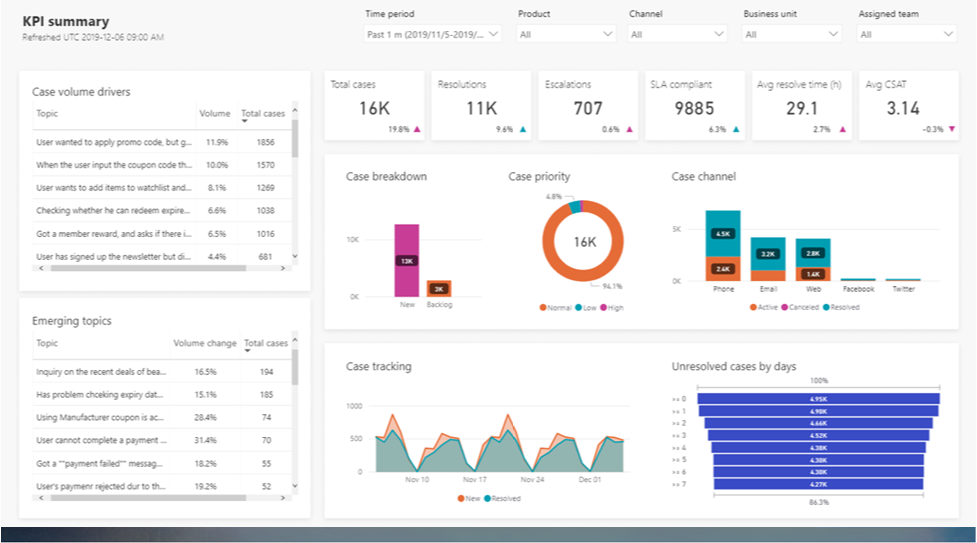 KPI summary
Refreshed UTC 2019-12-06 09:00 AM
Time period
Past 1 m (2019/11/5-2019/...
Product
All
Channel
All
Business unit
All
Assigned team
All
Case volume drivers
Topic Volume Total cases
User wanted to apply promo code, but g... 11.9% 1856
When the user input the coupon code th... 10.0% 1570
User wants to add items to watchlist and... 8.1% 1269
Checking whether he can redeem expire... 6.6% 1038
Got a member reward, and asks if there i... 6.5% 1016
User has signed up the newsletter but di... 4.4% 681
Emerging topics
Topic Volume change Total cases
Inquiry on the recent deals of bea... 16.5% 194
Has problem chceking expiry dat... 15.1% 185
Using Manufacturer coupon is ac... 28.4% 74
User cannot complete a payment ... 31.4% 70
Got a ""payment failed"" messag... 18.2% 55
User's paymenr rejected dur to th... 19.2% 52
Total cases
16K
19.8%
Resolutions
11K
9.6%
Escalations
707
0.6%
SLA compliant
9885
6.3%
Avg resolve time (h)
29.1
2.7%
Avg CSAT
3.14
-0.3%
Case breakdown
10K
0K
13K
3K
New Backlog
Case priority
4.8%
16K
94.1%
Normal Low High
Case channel
5K
0K
4.5K
2.4K
3.2K
2.8K
1.4K
Phone Email Web Facebook Twitter
Active Canceled Resolved
Case tracking
1000
500
0
Nov 10 Nov 17 Nov 24 Dec 01
New Resolved
Unresolved cases by days
100%
>= 0 4.95K
>= 1 4.90K
>= 2 4.66K
>= 3 4.52K
>= 4 4.38K
>= 5 4.30K
>= 6 4.30K
>= 7 4.27K
86.3%